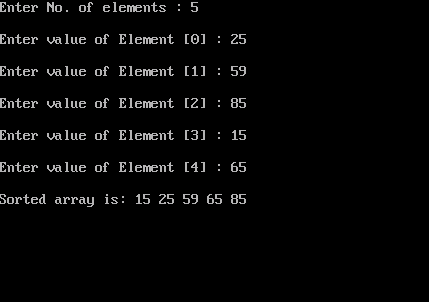 Enter No. of elements : 5
Enter value of Element [0] : 25
Enter value of Element [1] : 59
Enter value of Element [2] : 85
Enter value of Element [3] : 15
Enter value of Element [4] : 65
Sorted array is: 15 25 59 65 85